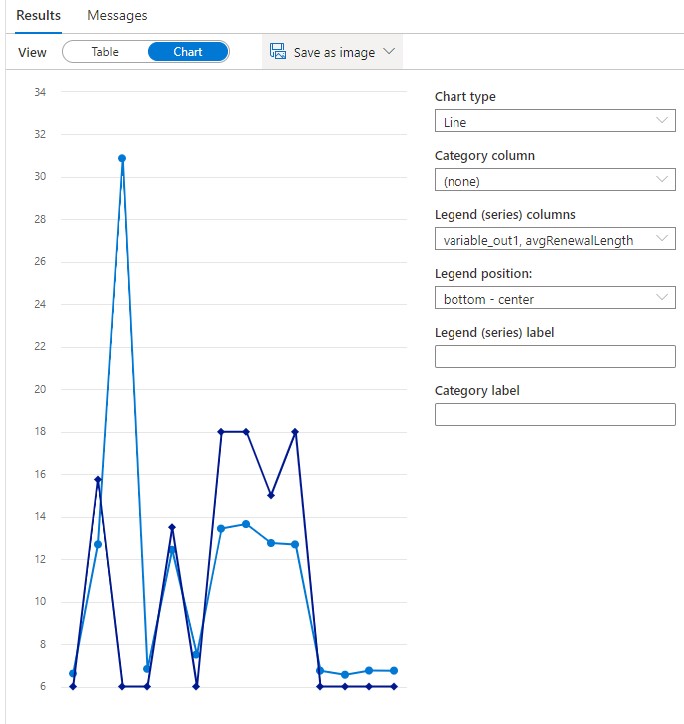 Results Messages
View Table Chart Save as image
34
32
30
28
26
24
22
20
18
16
14
12
10
8
6
Chart type
Line
Category column
(none)
Legend (series) columns
variable_out1, avgRenewalLength
Legend position:
bottom - center
Legend (series) label
Category label